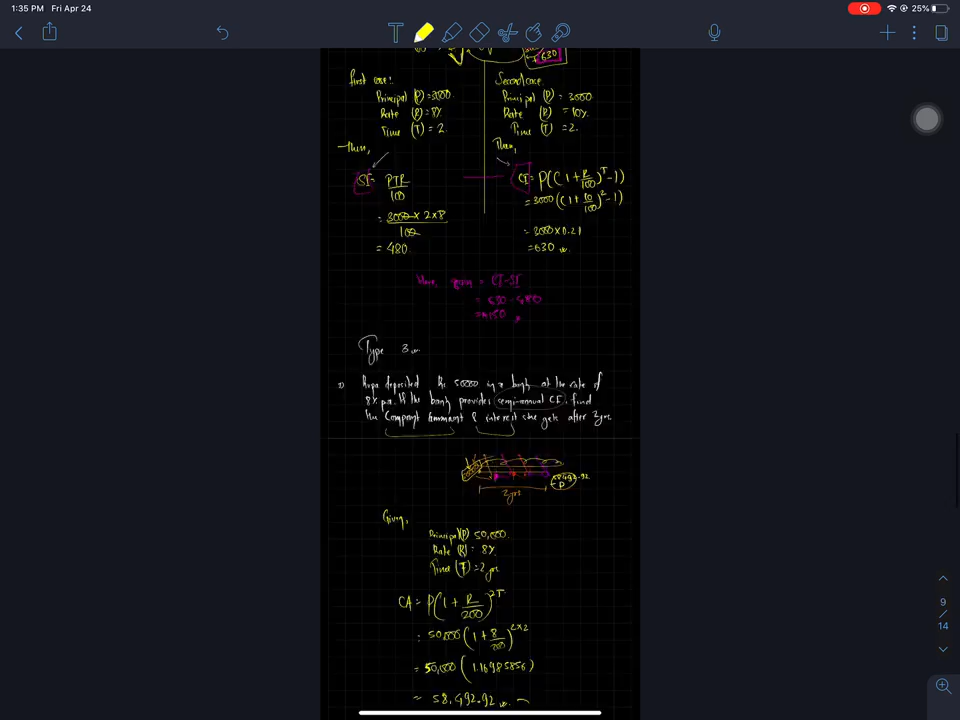 1:35 PM Fri Apr 24
25%
630
First case:
Principal (P) = 3000.
Rate (R) = 8%
Time (T) = 2.
Then,
SI = PTR/100
= 3000 × 2 × 8/100
= 480.
Second case
Principal (P) = 3000.
Rate (R) = 10%
Time (T) = 2.
Then,
CI = P((1 + R/100)^T - 1)
= 3000 ((1 + 10/100)^2 - 1)
= 3000 × 0.21
= 630
= CI - SI
= 630 - 480
= 150
Type 3
deposited Rs 50000 in a bank at the rate of
8% p.a. If the bank provides semi-annual CI, find
the Compound Amount & interest she gets after 2 yrs
58492.92
- P
2 yrs
Given,
Principal (P) 50,000.
Rate (R) = 8%
Time (T) = 2 yrs
CA = P(1 + R/200)^2T
= 50,000 (1 + 8/200)^2×2
= 50,000 (1.16985856)
= 58,492.92
9
/
14